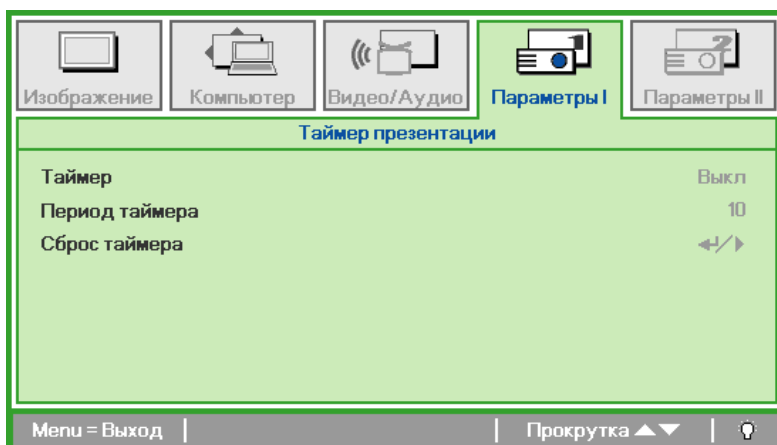 Изображение Компьютер Видео/Аудио Параметры I Параметры II
Таймер презентации
Таймер Выкл
Период таймера 10
Сброс таймера
Menu = Выход Прокрутка